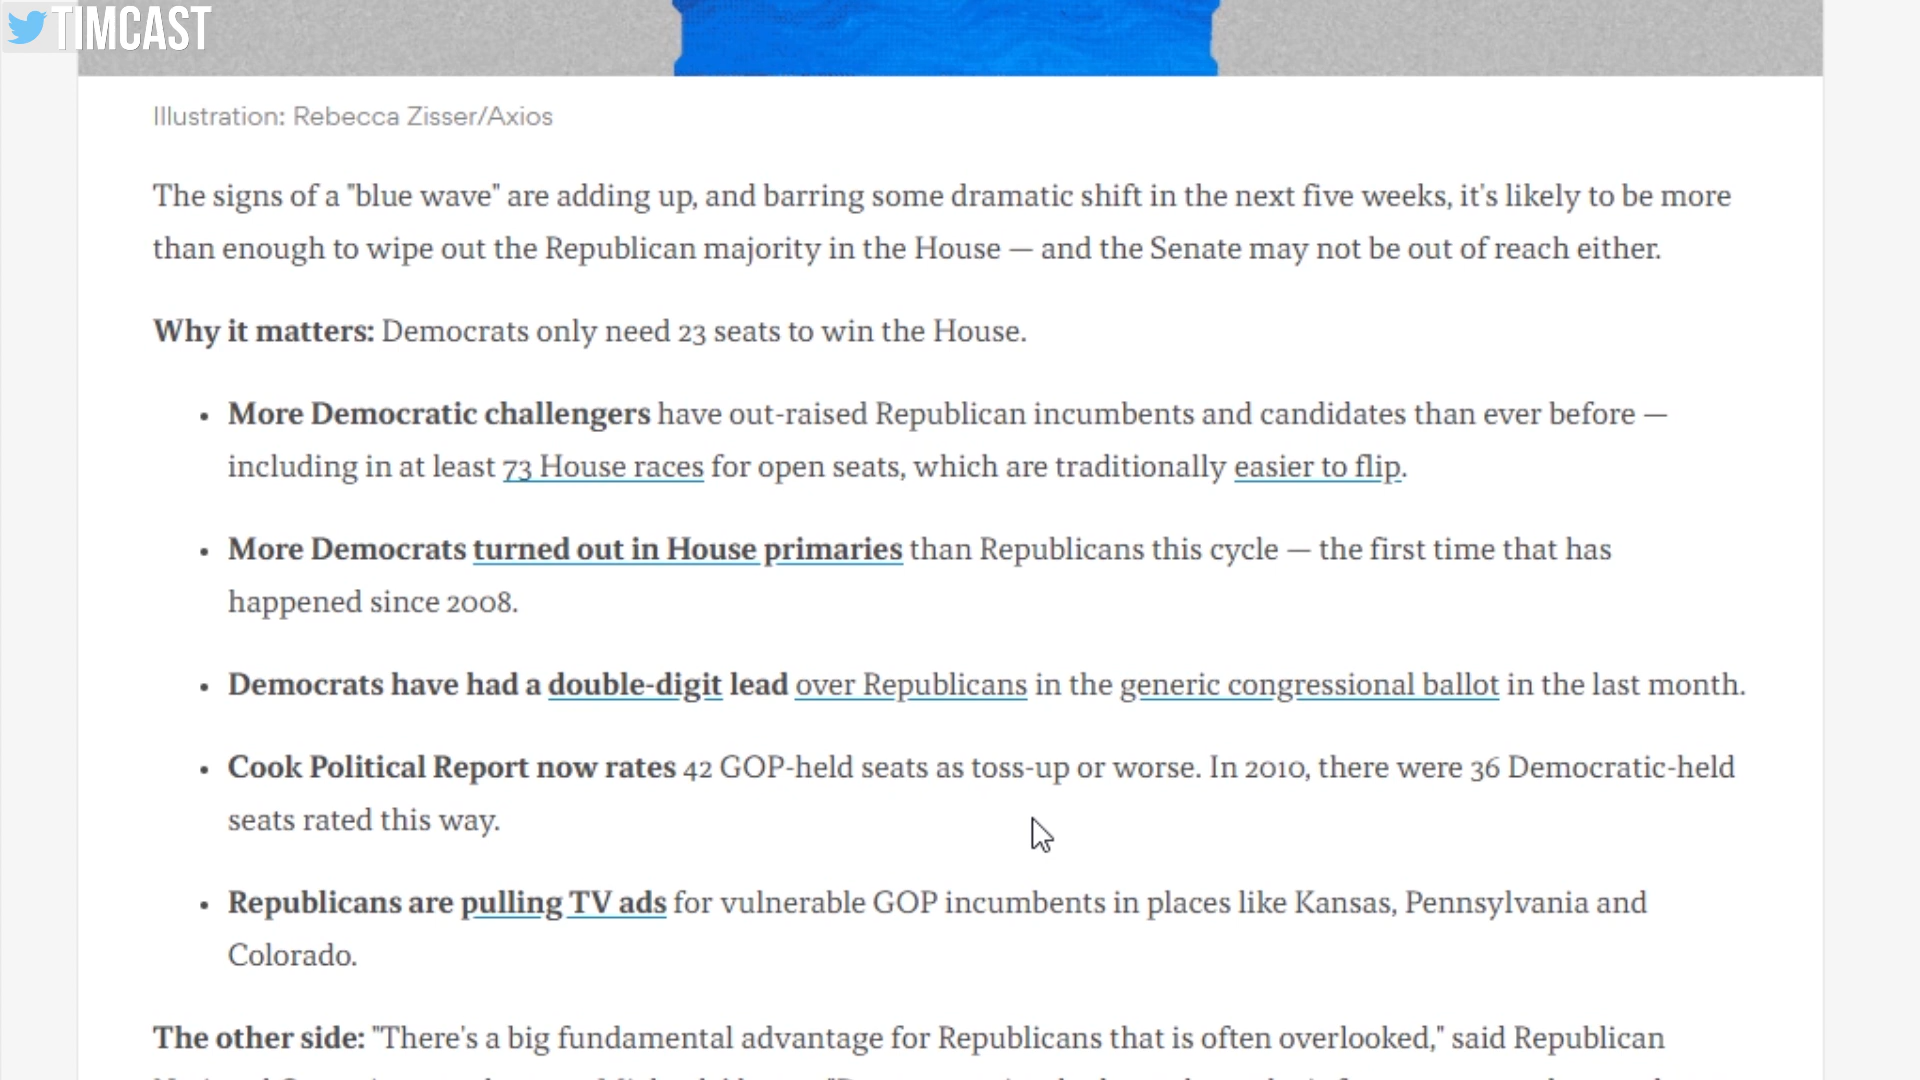 TIMCAST
Illustration: Rebecca Zisser/Axios
The signs of a "blue wave" are adding up, and barring some dramatic shift in the next five weeks, it's likely to be more
than enough to wipe out the Republican majority in the House — and the Senate may not be out of reach either.
Why it matters: Democrats only need 23 seats to win the House.
• More Democratic challengers have out-raised Republican incumbents and candidates than ever before —
including in at least 73 House races for open seats, which are traditionally easier to flip.
• More Democrats turned out in House primaries than Republicans this cycle — the first time that has
happened since 2008.
• Democrats have had a double-digit lead over Republicans in the generic congressional ballot in the last month.
• Cook Political Report now rates 42 GOP-held seats as toss-up or worse. In 2010, there were 36 Democratic-held
seats rated this way.
• Republicans are pulling TV ads for vulnerable GOP incumbents in places like Kansas, Pennsylvania and
Colorado.
The other side: "There's a big fundamental advantage for Republicans that is often overlooked," said Republican